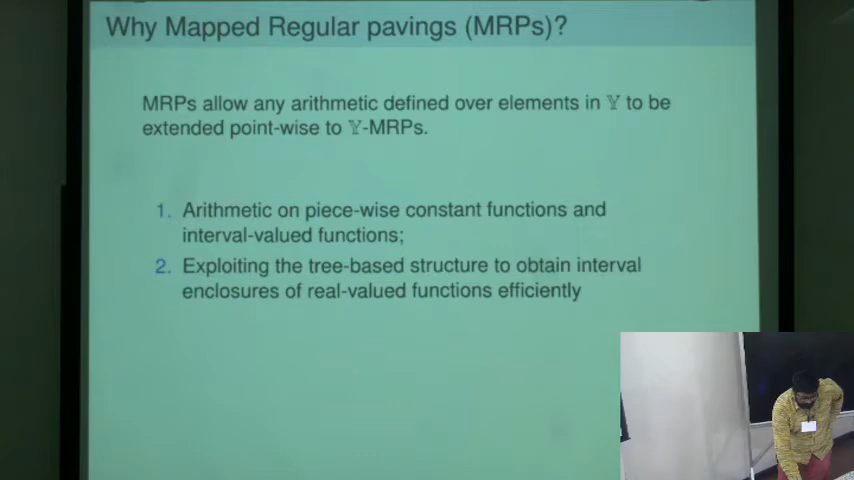 Why Mapped Regular pavings (MRPs)?
MRPs allow any arithmetic defined over elements in 𝕐 to be
extended point-wise to 𝕐-MRPs.
1. Arithmetic on piece-wise constant functions and
interval-valued functions;
2. Exploiting the tree-based structure to obtain interval
enclosures of real-valued functions efficiently